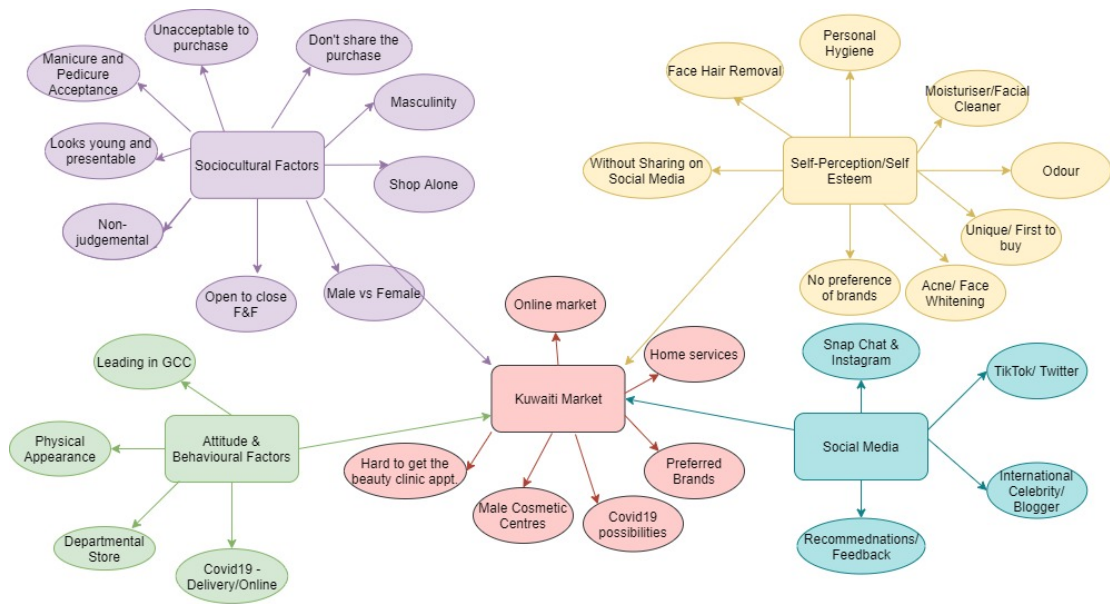 Unacceptable to
purchase
Don't share the
purchase
Manicure and
Pedicure
Acceptance
Masculinity
Looks young and
presentable
Sociocultural Factors
Shop Alone
Non-
judgemental
Open to close
F&F
Male vs Female
Personal
Hygiene
Face Hair Removal
Moisturiser/Facial
Cleaner
Without Sharing on
Social Media
Self-Perception/Self
Esteem
Odour
Unique/ First to
buy
No preference
of brands
Acne/ Face
Whitening
Online market
Home services
Kuwaiti Market
Hard to get the
beauty clinic appt.
Preferred
Brands
Male Cosmetic
Centres
Covid19
possibilities
Leading in GCC
Physical
Appearance
Attitude &
Behavioural Factors
Departmental
Store
Covid19 -
Delivery/Online
Snap Chat &
Instagram
TikTok/ Twitter
Social Media
International
Celebrity/
Blogger
Recommednations/
Feedback